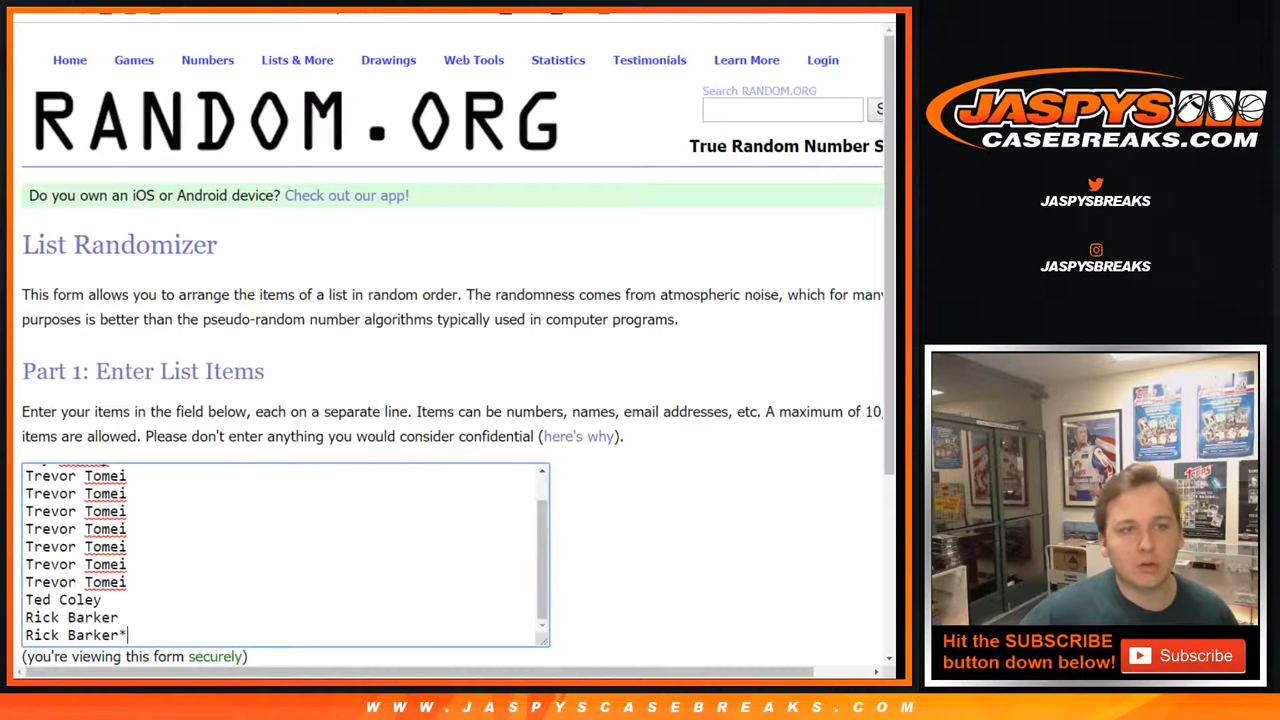 Home Games Numbers Lists & More Drawings Web Tools Statistics Testimonials Learn More Login
Search RANDOM.ORG
RANDOM.ORG
S
True Random Number S
Do you own an iOS or Android device? Check out our app!
List Randomizer
This form allows you to arrange the items of a list in random order. The randomness comes from atmospheric noise, which for many
purposes is better than the pseudo-random number algorithms typically used in computer programs.
Part 1: Enter List Items
Enter your items in the field below, each on a separate line. Items can be numbers, names, email addresses, etc. A maximum of 10,
items are allowed. Please don't enter anything you would consider confidential (here's why).
Trevor Tomei
Trevor Tomei
Trevor Tomei
Trevor Tomei
Trevor Tomei
Trevor Tomei
Trevor Tomei
Ted Coley
Rick Barker
Rick Barker*
(you're viewing this form securely)
JASPYS
CASEBREAKS.COM
JASPYSBREAKS
JASPYSBREAKS
Topps
Hit the SUBSCRIBE
button down below!
Subscribe
WWW.JASPYSCASEBREAKS.COM